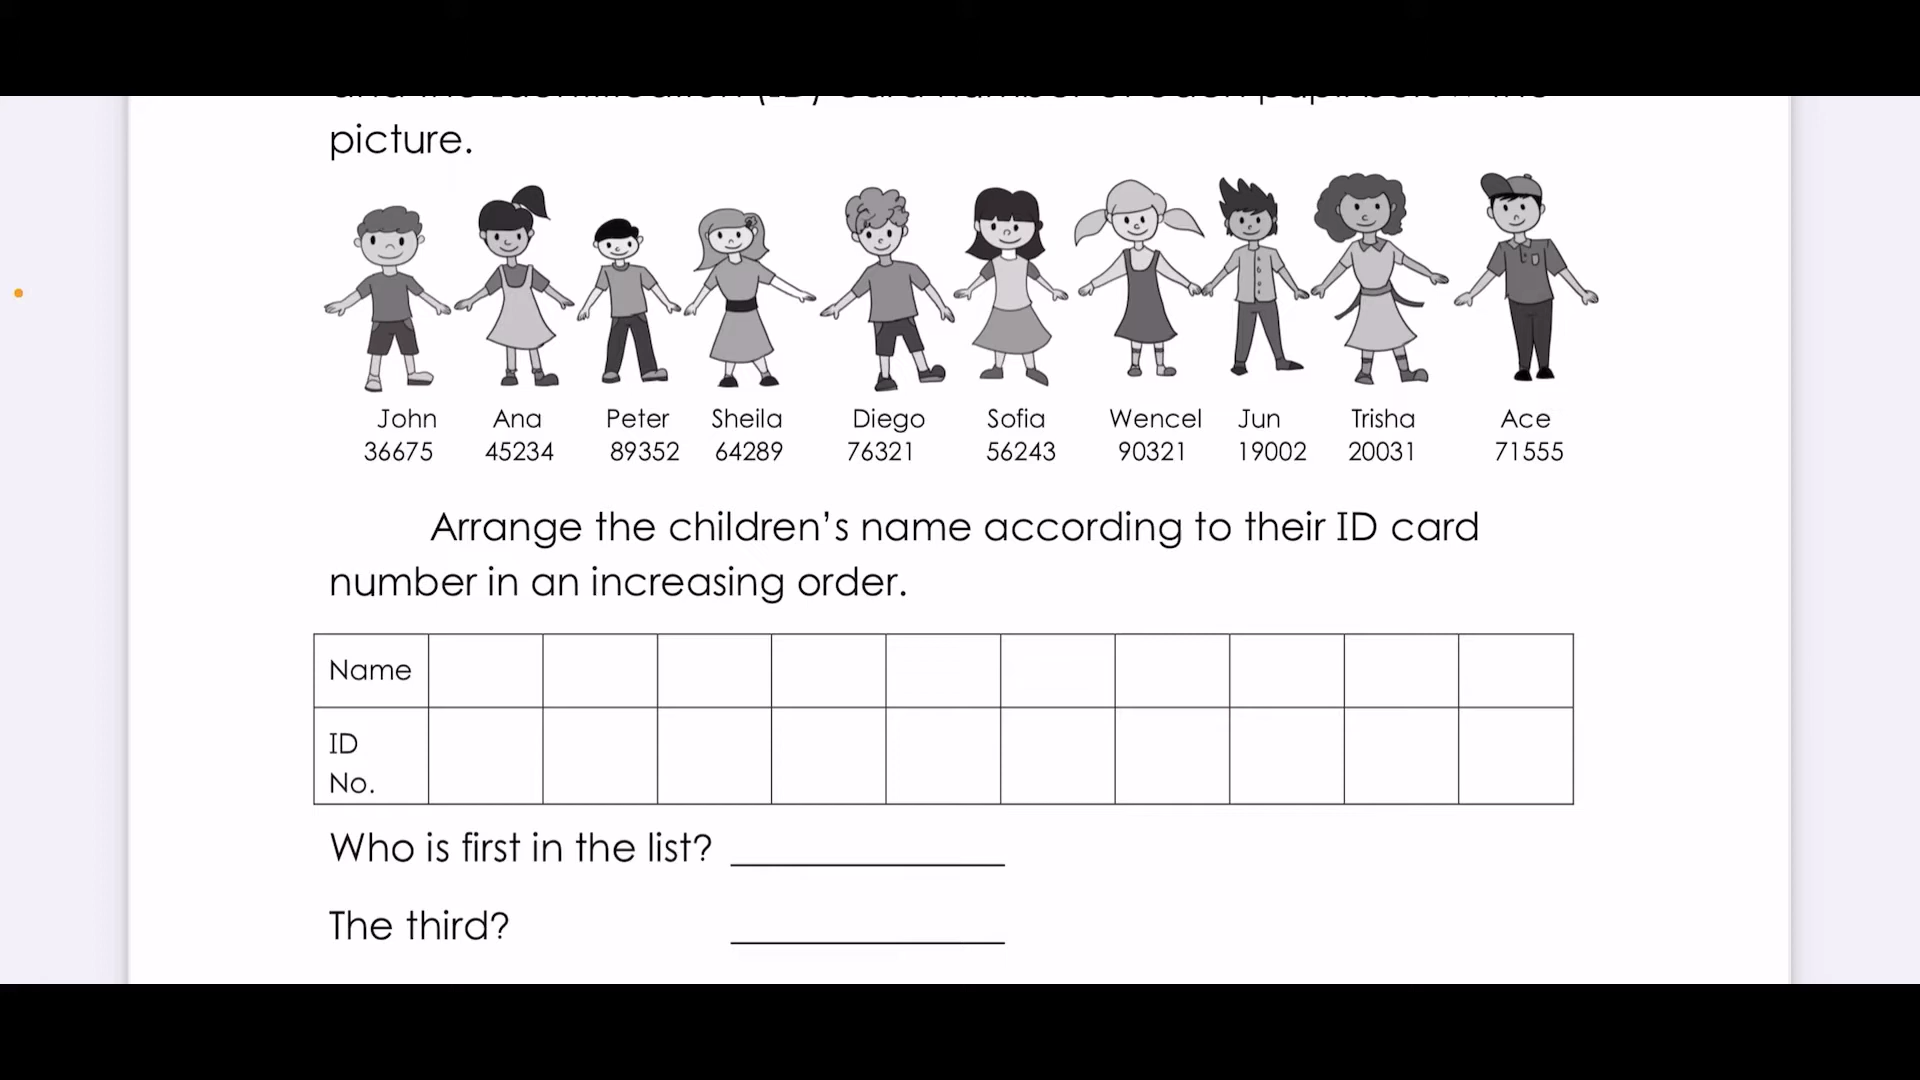 picture.
John Ana Peter Sheila Diego Sofia Wencel Jun Trisha Ace
36675 45234 89352 64289 76321 56243 90321 19002 20031 71555
Arrange the children’s name according to their ID card
number in an increasing order.
Name
ID
No.
Who is first in the list? ____________
The third? ____________